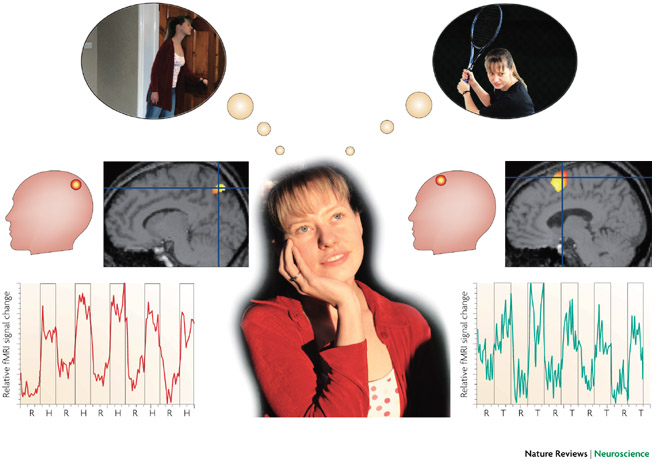 Relative fMRI signal change
R H R H R H R H R H
Relative fMRI signal change
R T R T R T R T R T
Nature Reviews | Neuroscience